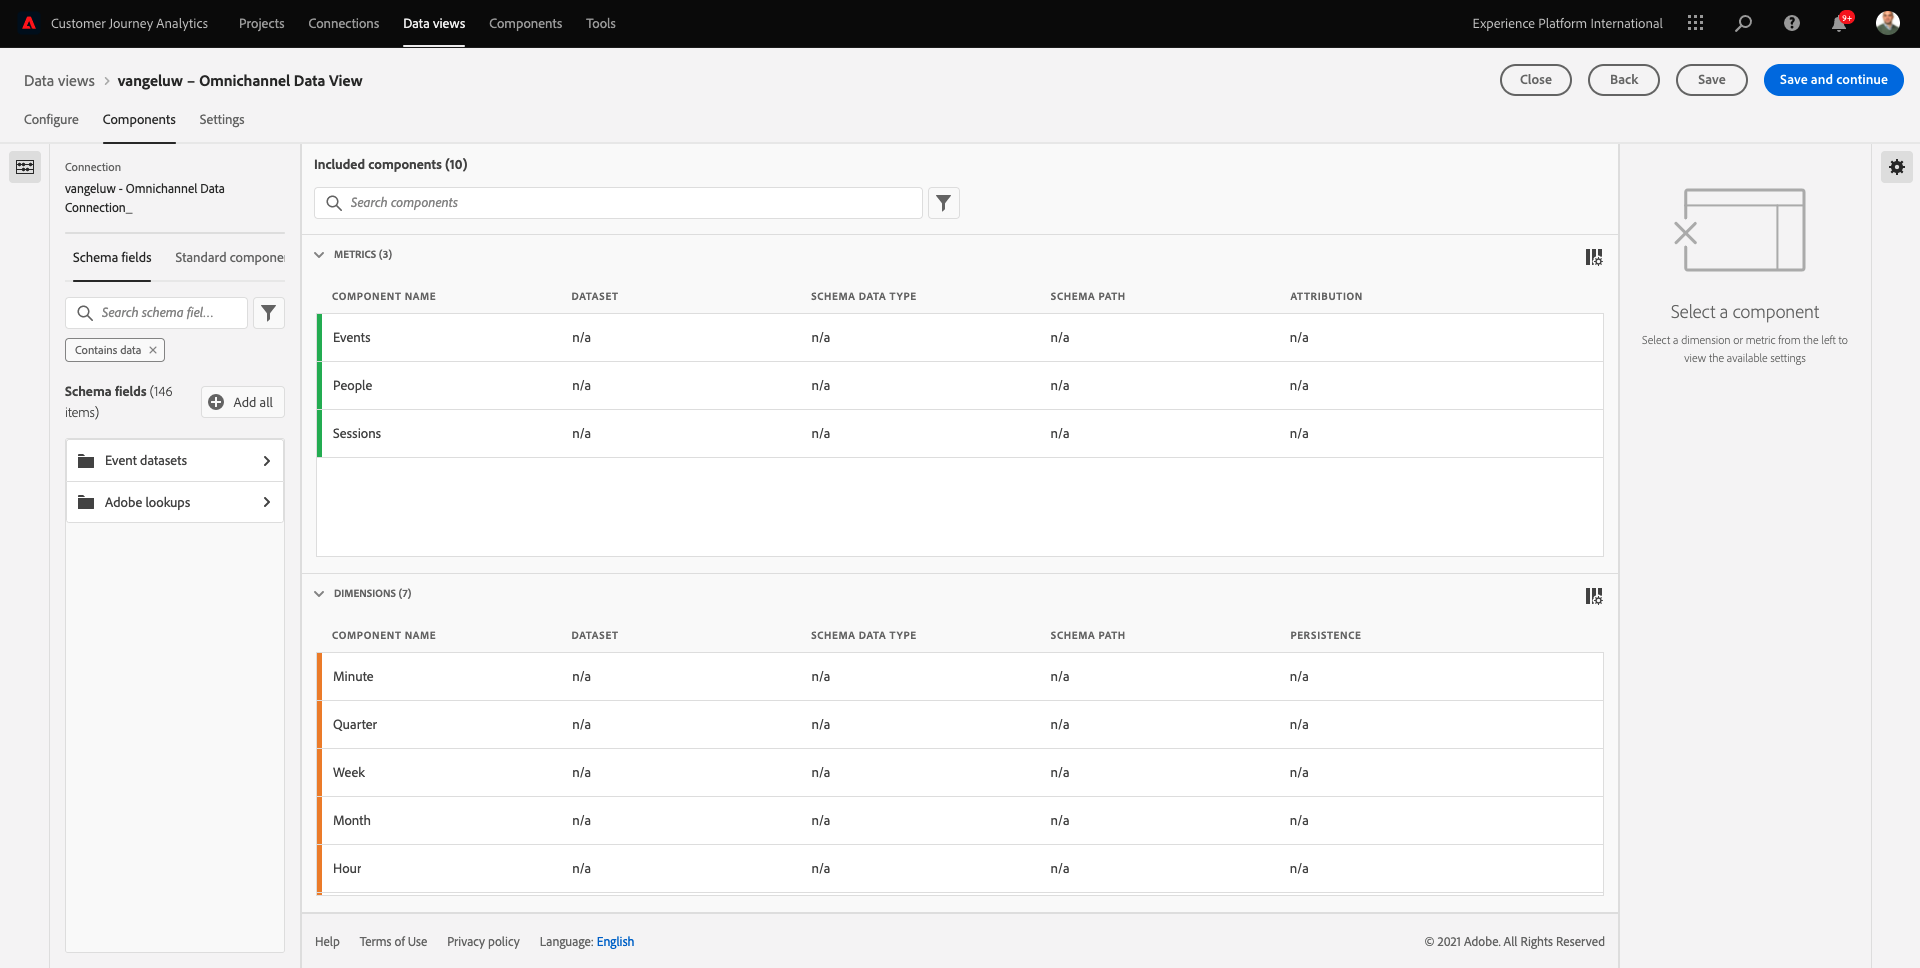 Customer Journey Analytics Projects Connections Data views Components Tools Experience Platform International 9+
Data views > vangeluw – Omnichannel Data View Close Back Save Save and continue
Configure Components Settings
Connection
vangeluw - Omnichannel Data
Connection_
Schema fields Standard componen
Search schema fiel...
Contains data ×
Schema fields (146
items)
Add all
Event datasets
Adobe lookups
Included components (10)
Search components
METRICS (3)
COMPONENT NAME DATASET SCHEMA DATA TYPE SCHEMA PATH ATTRIBUTION
Events n/a n/a n/a n/a
People n/a n/a n/a n/a
Sessions n/a n/a n/a n/a
DIMENSIONS (7)
COMPONENT NAME DATASET SCHEMA DATA TYPE SCHEMA PATH PERSISTENCE
Minute n/a n/a n/a n/a
Quarter n/a n/a n/a n/a
Week n/a n/a n/a n/a
Month n/a n/a n/a n/a
Hour n/a n/a n/a n/a
Select a component
Select a dimension or metric from the left to
view the available settings
Help Terms of Use Privacy policy Language: English © 2021 Adobe. All Rights Reserved